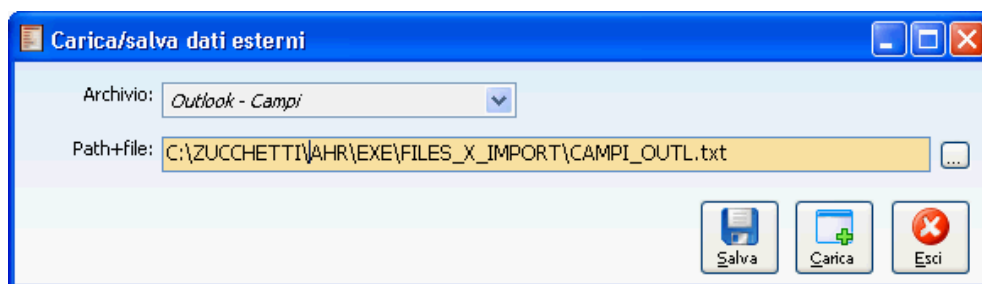 Carica/salva dati esterni
Archivio: Outlook - Campi
Path+file: C:\ZUCCHETTI\AHR\EXE\FILES_X_IMPORT\CAMPI_OUTL.txt ...
Salva Carica Esci